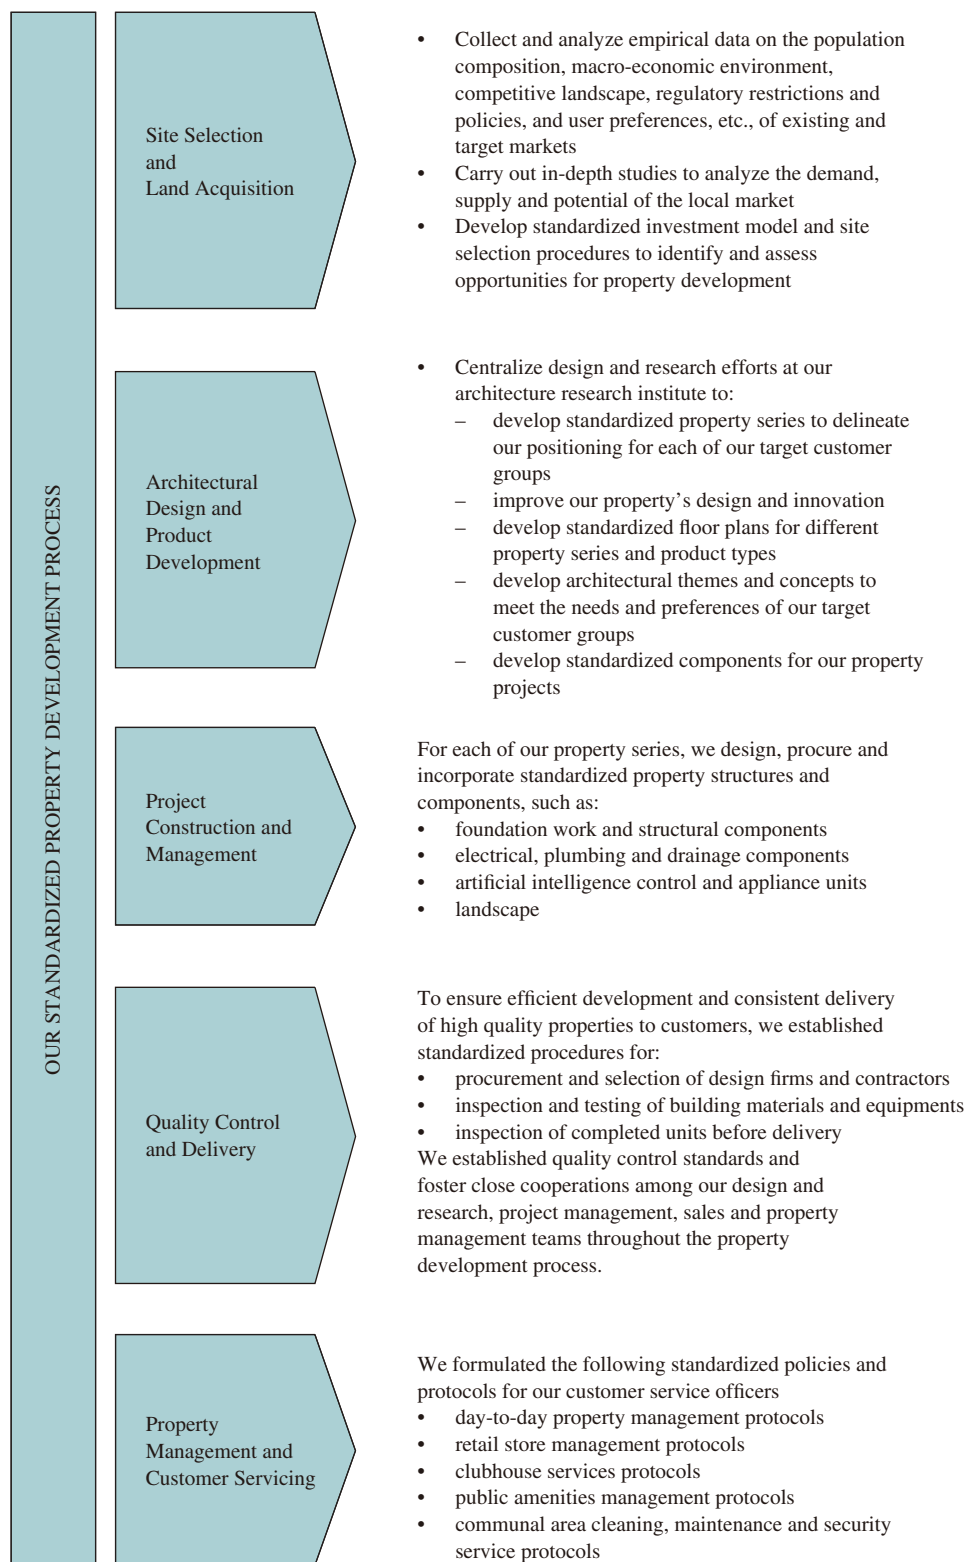 OUR STANDARDIZED PROPERTY DEVELOPMENT PROCESS
Site Selection
and
Land Acquisition
• Collect and analyze empirical data on the population
composition, macro-economic environment,
competitive landscape, regulatory restrictions and
policies, and user preferences, etc., of existing and
target markets
• Carry out in-depth studies to analyze the demand,
supply and potential of the local market
• Develop standardized investment model and site
selection procedures to identify and assess
opportunities for property development
Architectural
Design and
Product
Development
• Centralize design and research efforts at our
architecture research institute to:
– develop standardized property series to delineate
our positioning for each of our target customer
groups
– improve our property’s design and innovation
– develop standardized floor plans for different
property series and product types
– develop architectural themes and concepts to
meet the needs and preferences of our target
customer groups
– develop standardized components for our property
projects
Project
Construction and
Management
For each of our property series, we design, procure and
incorporate standardized property structures and
components, such as:
• foundation work and structural components
• electrical, plumbing and drainage components
• artificial intelligence control and appliance units
• landscape
Quality Control
and Delivery
To ensure efficient development and consistent delivery
of high quality properties to customers, we established
standardized procedures for:
• procurement and selection of design firms and contractors
• inspection and testing of building materials and equipments
• inspection of completed units before delivery
We established quality control standards and
foster close cooperations among our design and
research, project management, sales and property
management teams throughout the property
development process.
Property
Management and
Customer Servicing
We formulated the following standardized policies and
protocols for our customer service officers
• day-to-day property management protocols
• retail store management protocols
• clubhouse services protocols
• public amenities management protocols
• communal area cleaning, maintenance and security
service protocols